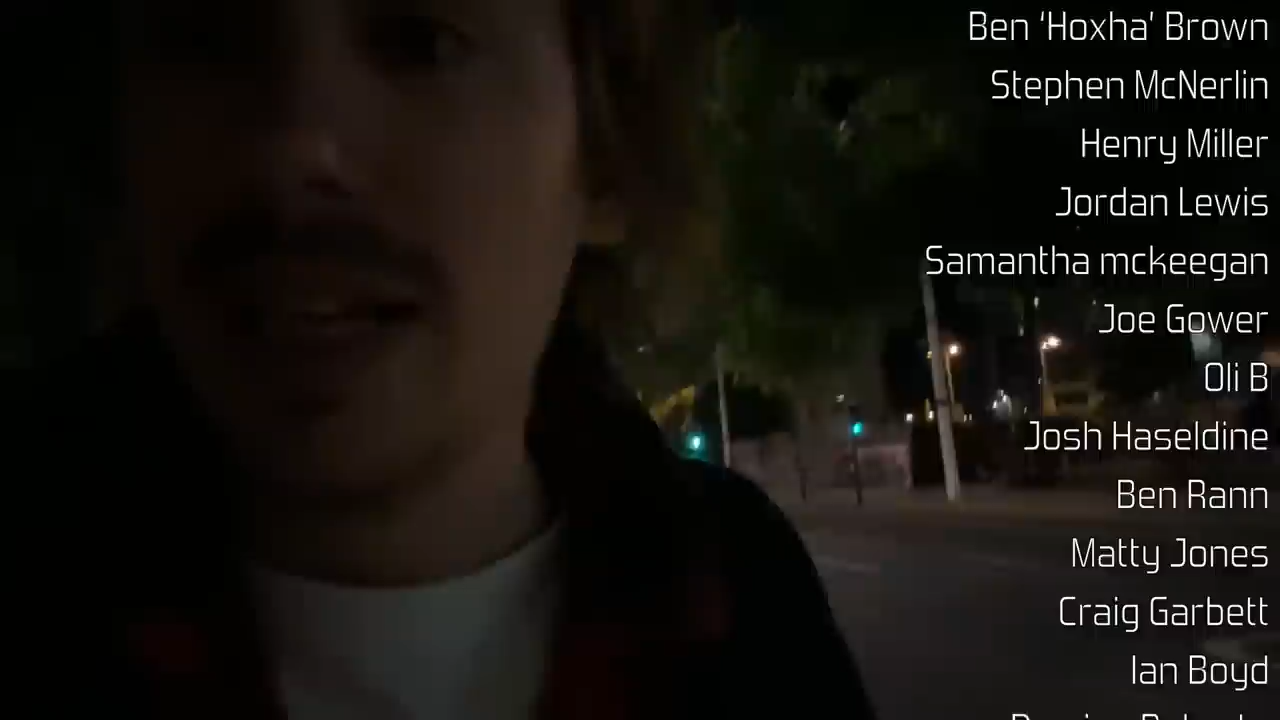 Ben ‘Hoxha’ Brown
Stephen McNerlin
Henry Miller
Jordan Lewis
Samantha mckeegan
Joe Gower
Oli B
Josh Haseldine
Ben Rann
Matty Jones
Craig Garbett
Ian Boyd